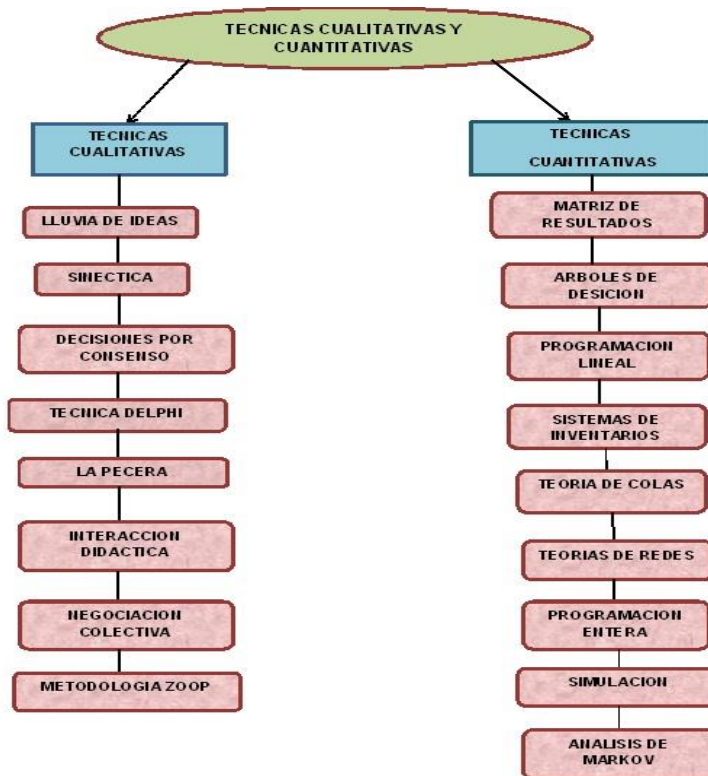 TECNICAS CUALITATIVAS Y
CUANTITATIVAS
TECNICAS
CUALITATIVAS
LLUVIA DE IDEAS
SINECTICA
DECISIONES POR
CONSENSO
TECNICA DELPHI
LA PECERA
INTERACCION
DIDACTICA
NEGOCIACION
COLECTIVA
METODOLOGIA ZOOP
TECNICAS
CUANTITATIVAS
MATRIZ DE
RESULTADOS
ARBOLES DE
DESICION
PROGRAMACION
LINEAL
SISTEMAS DE
INVENTARIOS
TEORIA DE COLAS
TEORIAS DE REDES
PROGRAMACION
ENTERA
SIMULACION
ANALISIS DE
MARKOV